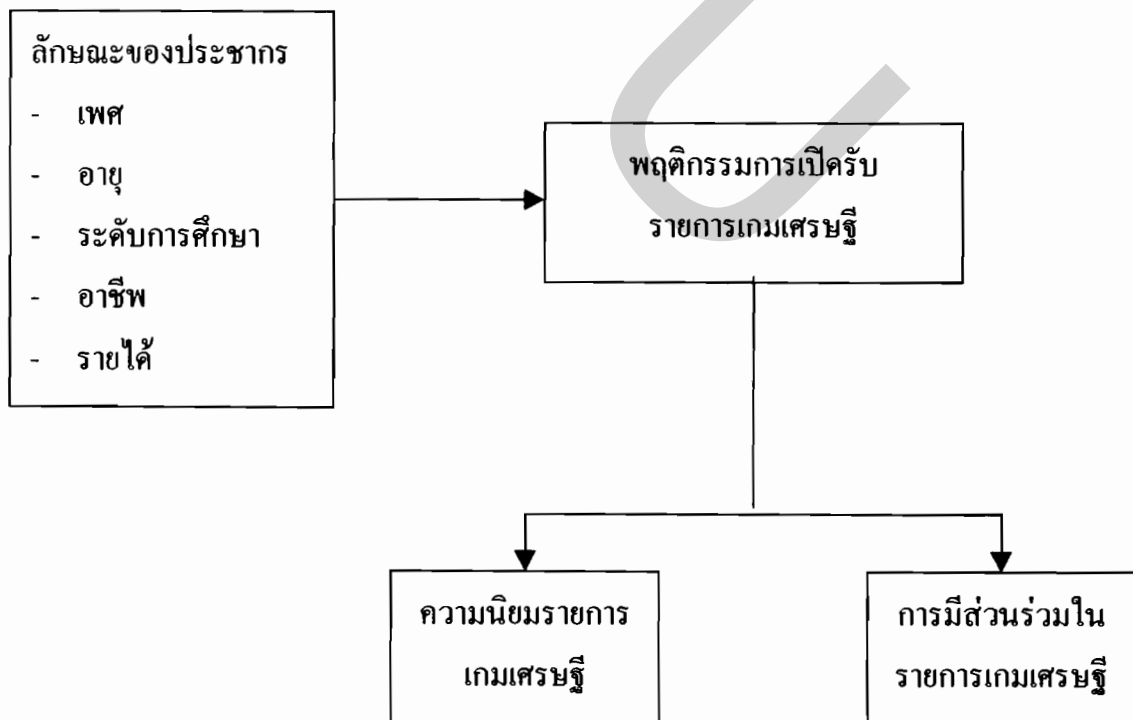 ลักษณะของประชากร
- เพศ
- อายุ
- ระดับการศึกษา
- อาชีพ
- รายได้
พฤติกรรมการเปิดรับ
รายการเกมเศรษฐี
ความนิยมรายการ
เกมเศรษฐี
การมีส่วนร่วมใน
รายการเกมเศรษฐี